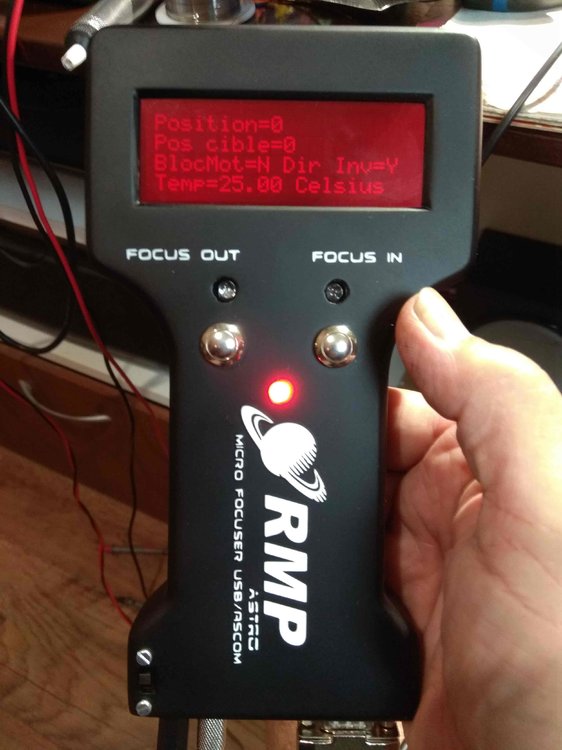 Position=0
Pos cible=0
BlocMot=N Dir Inv=Y
Temp=25.00 Celsius
FOCUS OUT
FOCUS IN
RMP
ASTRO
MICRO FOCUSER USB/ASCOM